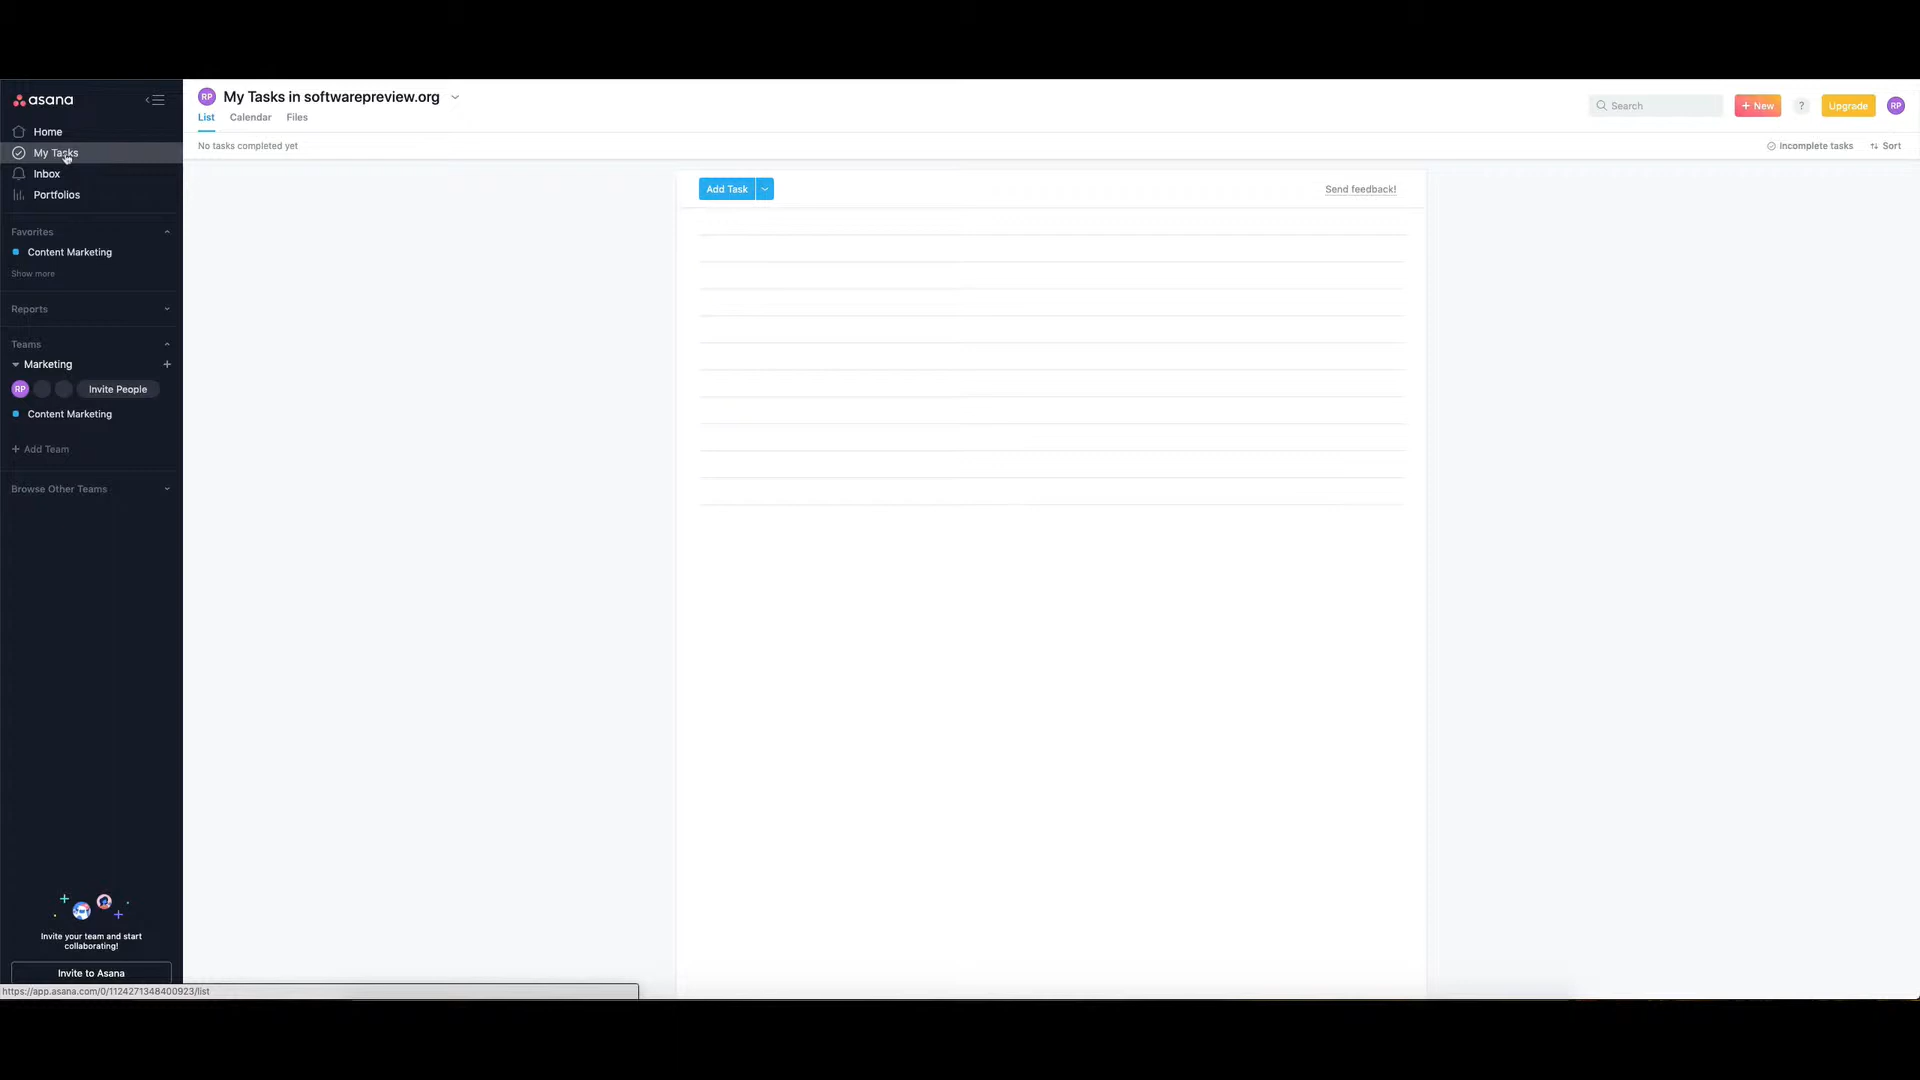 asana
Home
My Tasks
Inbox
Portfolios
Favorites
Content Marketing
Show more
Reports
Teams
Marketing
RP
Invite People
Content Marketing
+ Add Team
Browse Other Teams
Invite your team and start
collaborating!
Invite to Asana
https://app.asana.com/0/1124271348400923/list
RP My Tasks in softwarepreview.org
List Calendar Files
Search
+ New
?
Upgrade
RP
No tasks completed yet
Incomplete tasks
Sort
Add Task
Send feedback!